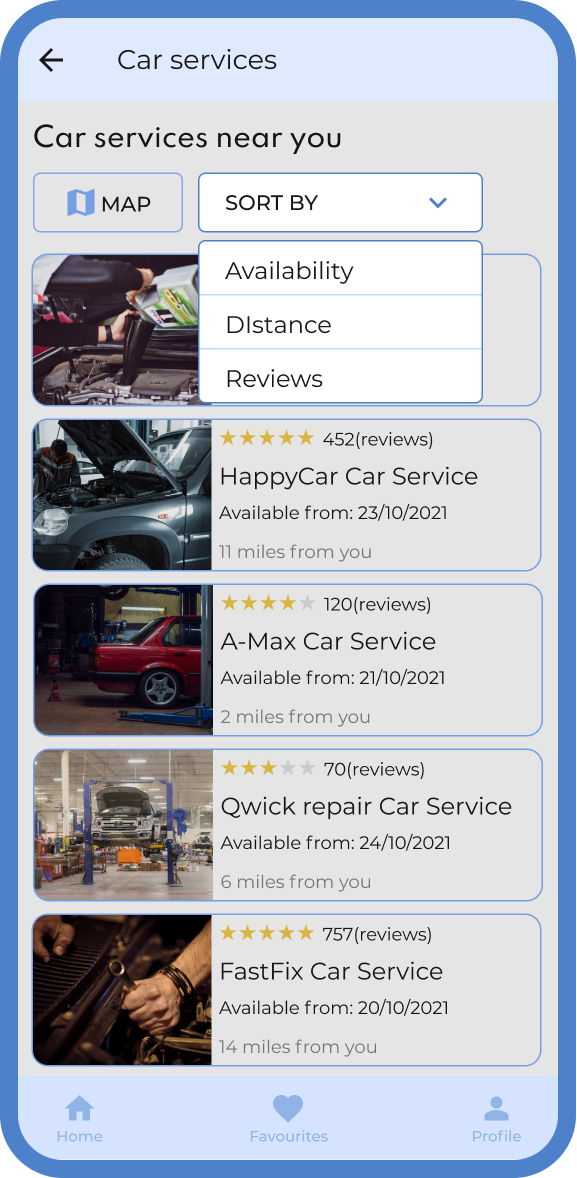 Car services
Car services near you
MAP
SORT BY
Availability
DIstance
Reviews
452(reviews)
HappyCar Car Service
Available from: 23/10/2021
11 miles from you
120(reviews)
A-Max Car Service
Available from: 21/10/2021
2 miles from you
70(reviews)
Qwick repair Car Service
Available from: 24/10/2021
6 miles from you
757(reviews)
FastFix Car Service
Available from: 20/10/2021
14 miles from you
Home
Favourites
Profile